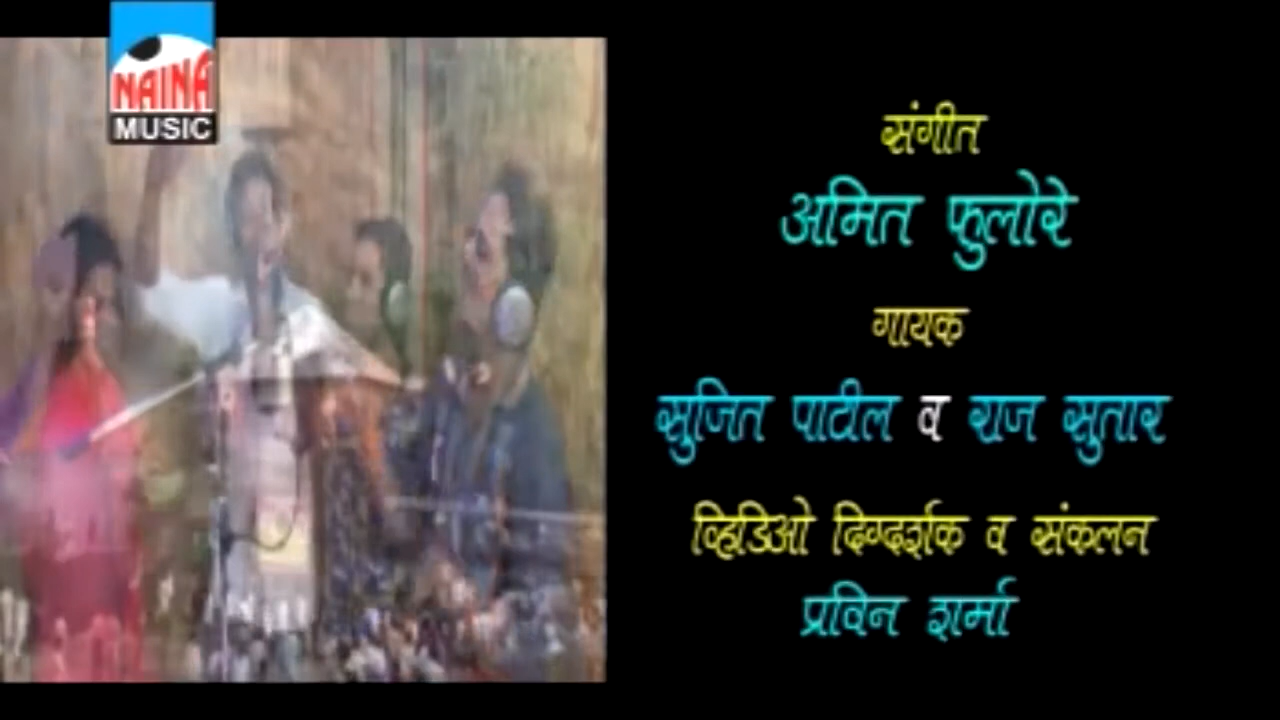 NAINA
MUSIC
संगीत
अमित फुलोरे
गायक
सुजित पाटील व राज सुतार
व्हिडिओ दिग्दर्शक व संकलन
प्रविन शर्मा